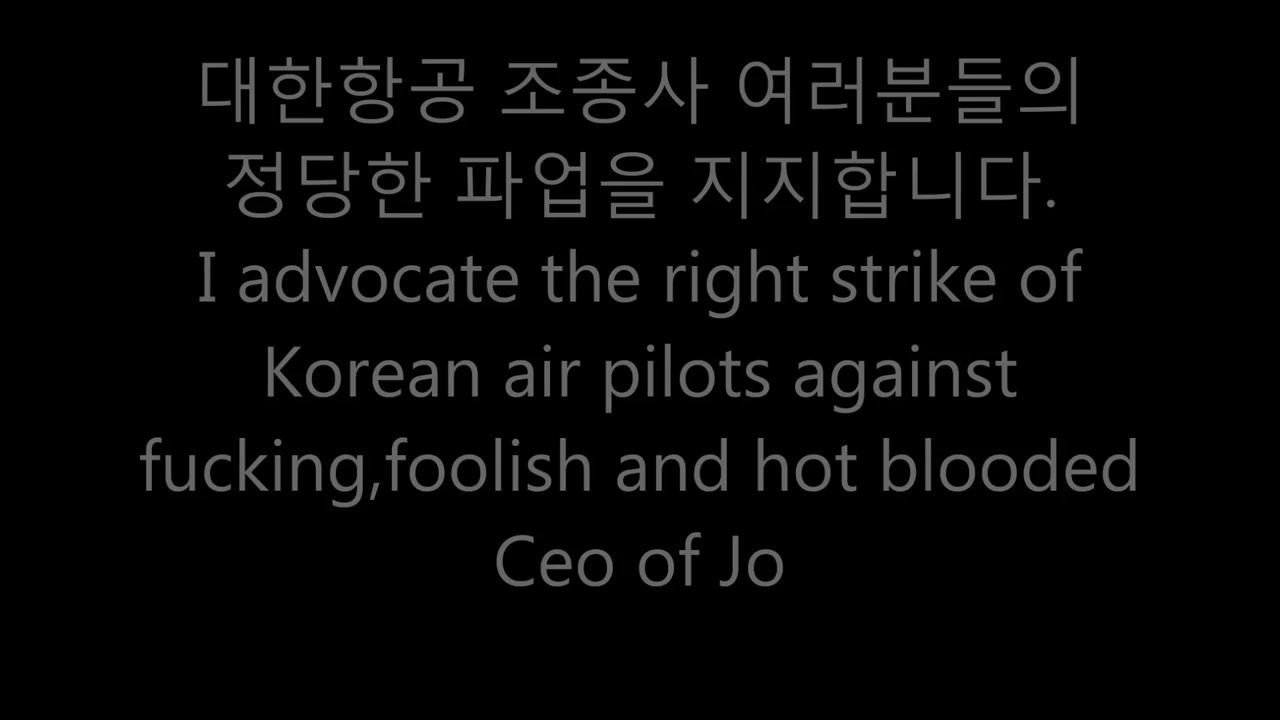 대한항공 조종사 여러분들의
정당한 파업을 지지합니다.
I advocate the right strike of
Korean air pilots against
fucking,foolish and hot blooded
Ceo of Jo